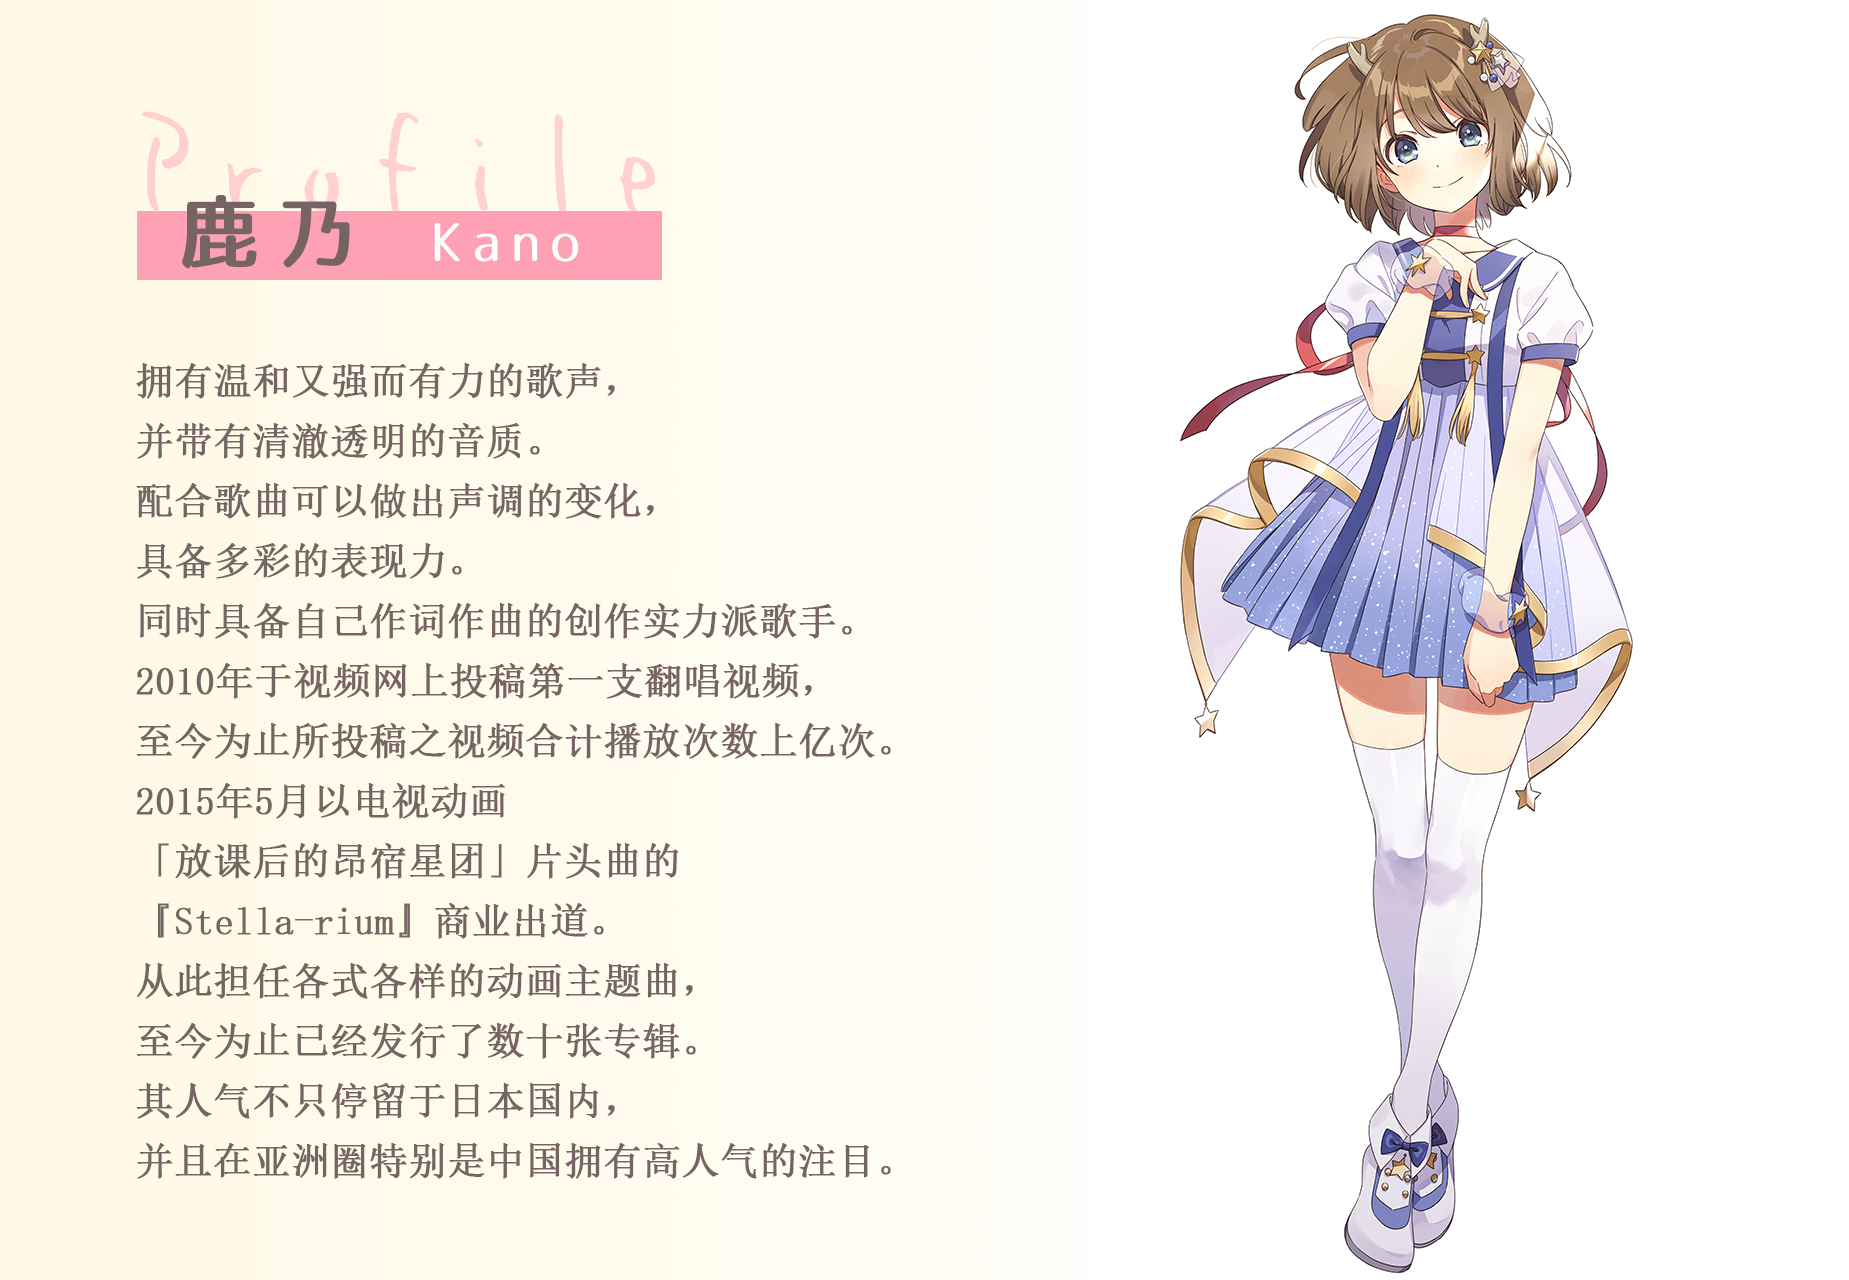 Profile
鹿乃 Kano
拥有温和又强而有力的歌声，
并带有清澈透明的音质。
配合歌曲可以做出声调的变化，
具备多彩的表现力。
同时具备自己作词作曲的创作实力派歌手。
2010年于视频网上投稿第一支翻唱视频，
至今为止所投稿之视频合计播放次数上亿次。
2015年5月以电视动画
「放课后的昂宿星团」片头曲的
『Stella-rium』商业出道。
从此担任各式各样的动画主题曲，
至今为止已经发行了数十张专辑。
其人气不只停留于日本国内，
并且在亚洲圈特别是中国拥有高人气的注目。